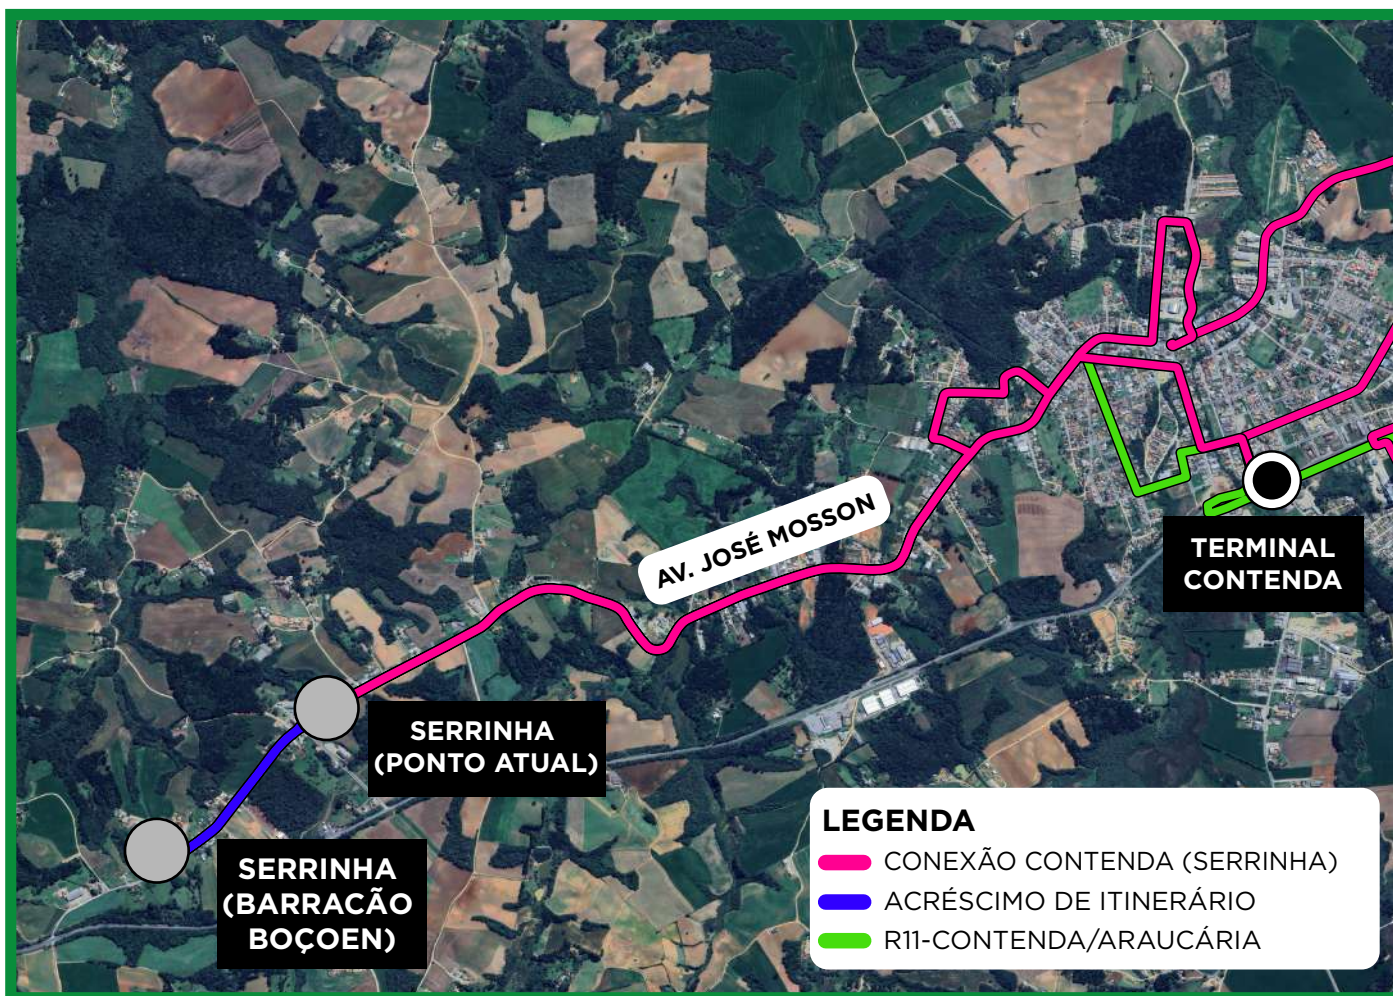 AV. JOSÉ MOSSON
TERMINAL
CONTENDA
SERRINHA
(PONTO ATUAL)
SERRINHA
(BARRACÃO
BOÇOEN)
LEGENDA
CONEXÃO CONTENDA (SERRINHA)
ACRÉSCIMO DE ITINERÁRIO
R11-CONTENDA/ARAUCÁRIA